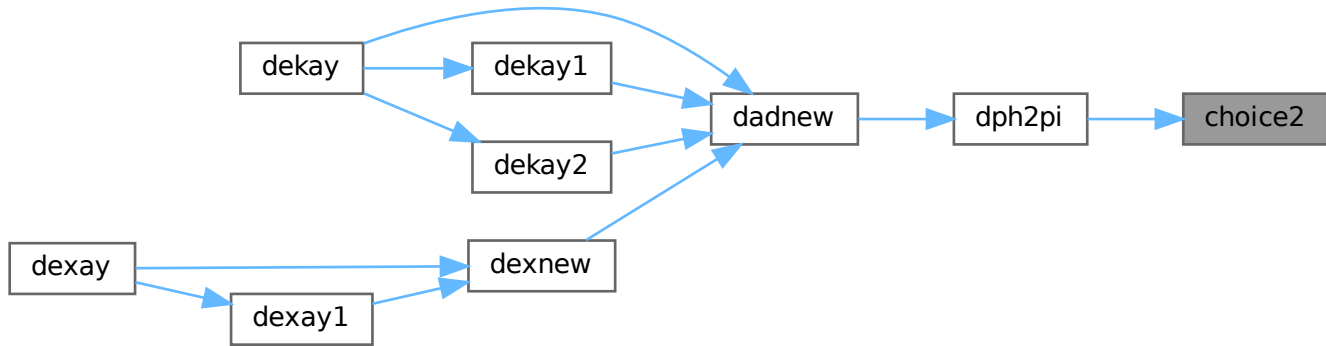 dekay
dekay1
dadnew
dph2pi
choice2
dekay2
dexnew
dexay
dexay1